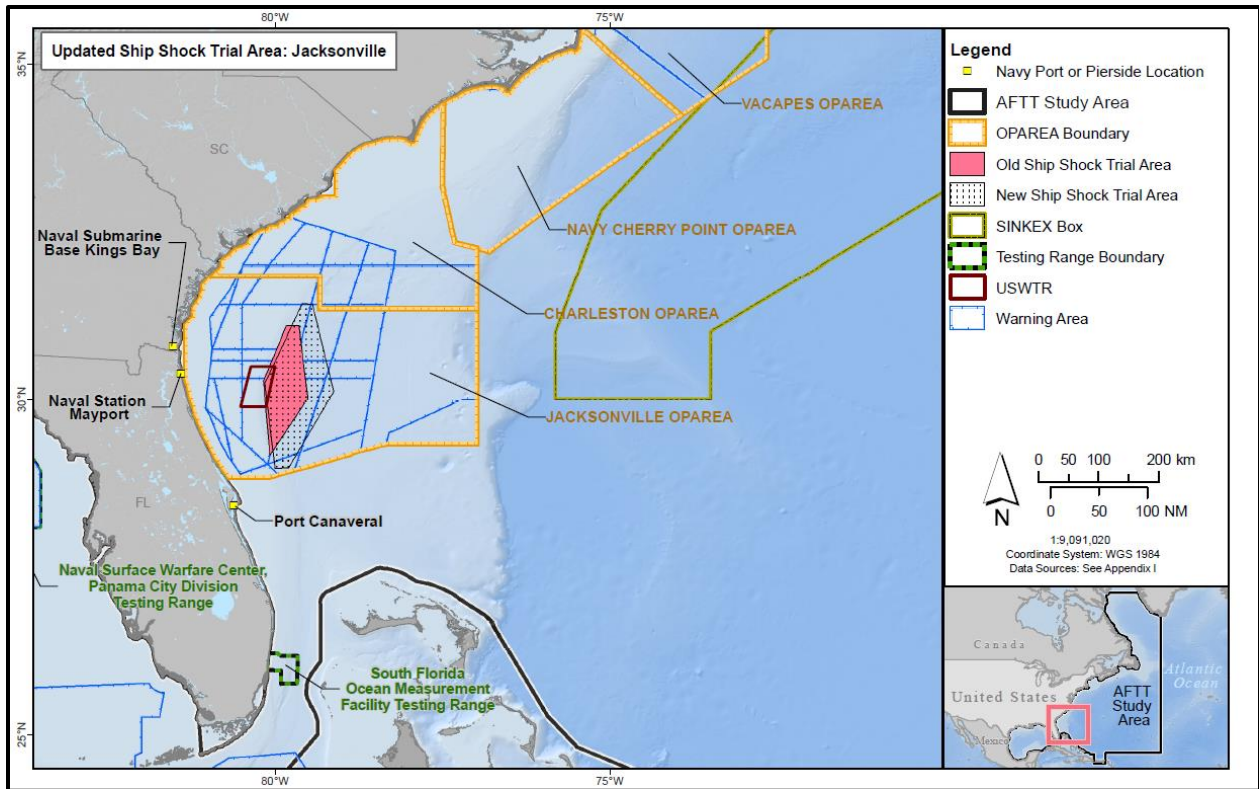 80°W
75°W
Updated Ship Shock Trial Area: Jacksonville
35°N
30°N
25°N
SC
FL
VACAPES OPAREA
NAVY CHERRY POINT OPAREA
CHARLESTON OPAREA
JACKSONVILLE OPAREA
Naval Submarine
Base Kings Bay
Naval Station
Mayport
Port Canaveral
Naval Surface Warfare Center,
Panama City Division
Testing Range
South Florida
Ocean Measurement
Facility Testing Range
80°W
75°W
Legend
Navy Port or Pierside Location
AFTT Study Area
OPAREA Boundary
Old Ship Shock Trial Area
New Ship Shock Trial Area
SINKEX Box
Testing Range Boundary
USWTR
Warning Area
N
0 50 100 200 km
0 50 100 NM
1:9,091,020
Coordinate System: WGS 1984
Data Sources: See Appendix I
Canada
United States
Mexico
Atlantic
Ocean
AFTT
Study
Area